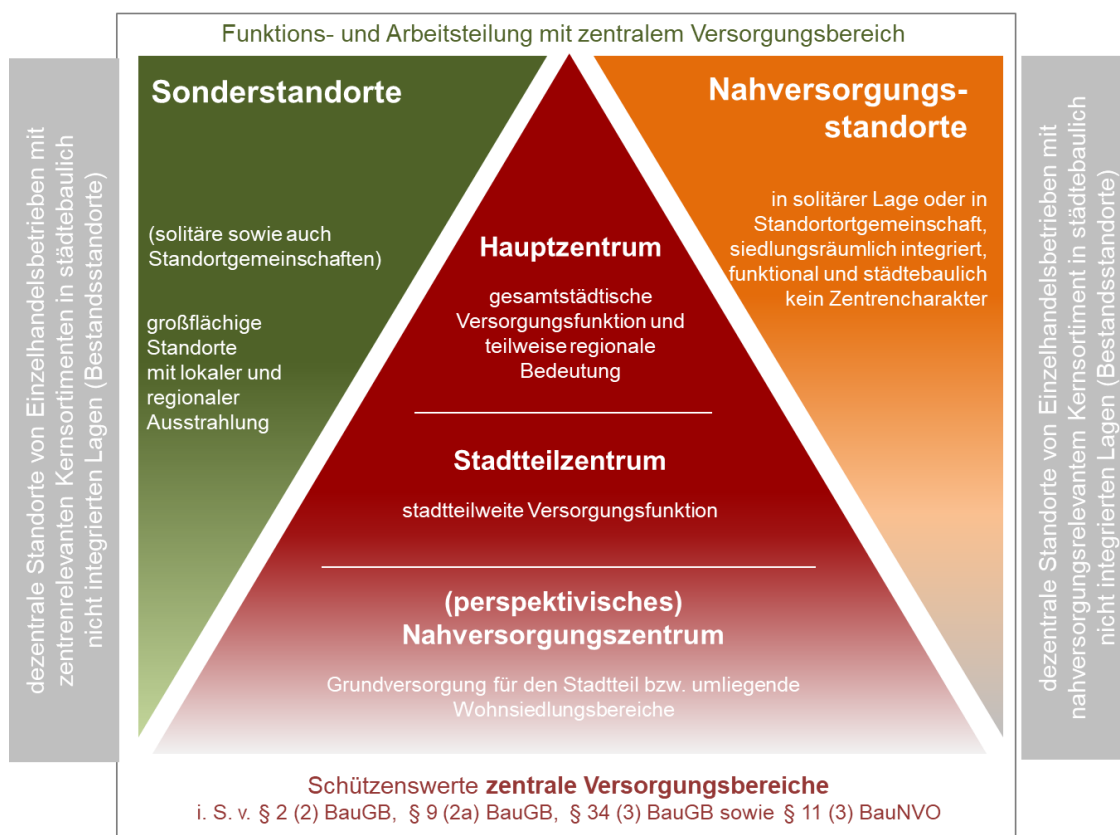 Funktions- und Arbeitsteilung mit zentralem Versorgungsbereich
dezentrale Standorte von Einzelhandelsbetrieben mit
zentrenrelevanten Kernsortimenten in städtebaulich
nicht integrierten Lagen (Bestandsstandorte)
Sonderstandorte
(solitäre sowie auch
Standortgemeinschaften)
großflächige
Standorte
mit lokaler und
regionaler
Ausstrahlung
Hauptzentrum
gesamtstädtische
Versorgungsfunktion und
teilweise regionale
Bedeutung
Stadtteilzentrum
stadtteilweite Versorgungsfunktion
(perspektivisches)
Nahversorgungszentrum
Grundversorgung für den Stadtteil bzw. umliegende
Wohnsiedlungsbereiche
Nahversorgungs-
standorte
in solitärer Lage oder in
Standortortgemeinschaft,
siedlungsräumlich integriert,
funktional und städtebaulich
kein Zentrencharakter
dezentrale Standorte von Einzelhandelsbetrieben mit
nahversorgungsrelevantem Kernsortiment in städtebaulich
nicht integrierten Lagen (Bestandsstandorte)
Schützenswerte zentrale Versorgungsbereiche
i. S. v. § 2 (2) BauGB, § 9 (2a) BauGB, § 34 (3) BauGB sowie § 11 (3) BauNVO